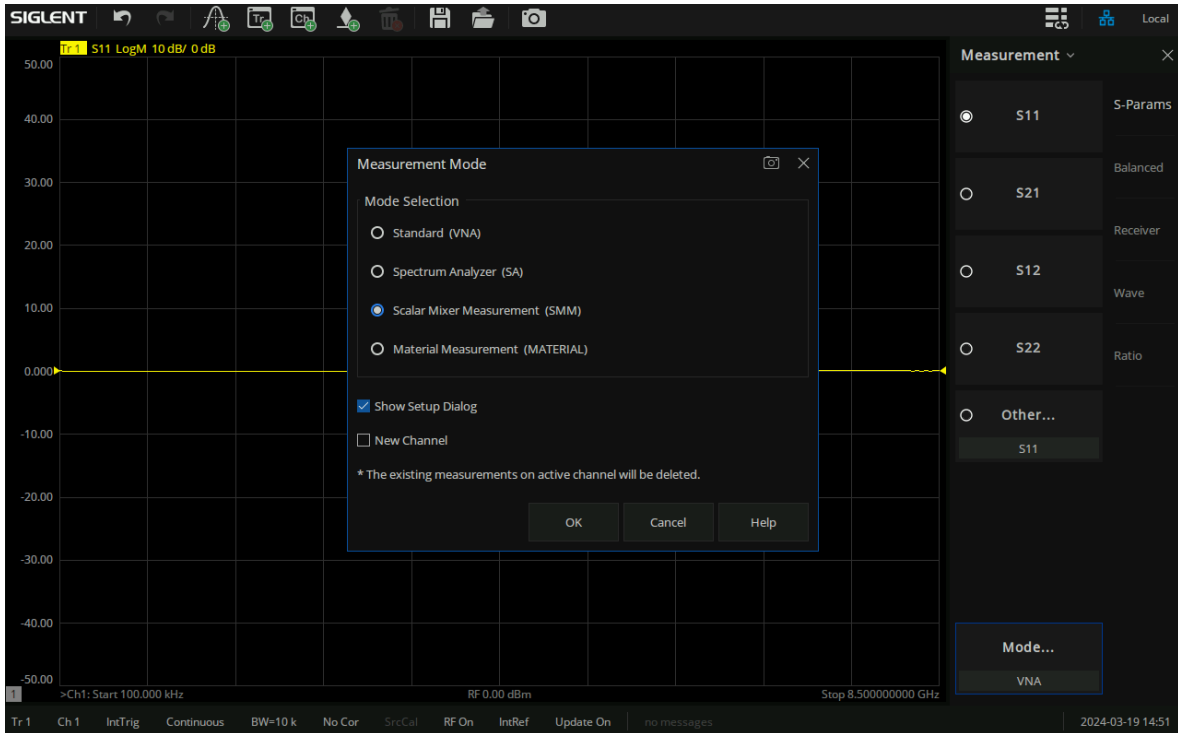 SIGLENT Tr Ch Local
Tr 1 S11 LogM 10 dB/ 0 dB
50.00
40.00
30.00
20.00
10.00
0.000
-10.00
-20.00
-30.00
-40.00
-50.00
1 >Ch1: Start 100.000 kHz RF 0.00 dBm Stop 8.500000000 GHz
Measurement Mode
Mode Selection
Standard (VNA)
Spectrum Analyzer (SA)
Scalar Mixer Measurement (SMM)
Material Measurement (MATERIAL)
Show Setup Dialog
New Channel
* The existing measurements on active channel will be deleted.
OK Cancel Help
Measurement
S11
S21
S12
S22
Other...
S11
Mode...
VNA
S-Params
Balanced
Receiver
Wave
Ratio
Tr 1 Ch 1 IntTrig Continuous BW=10 k No Cor SrcCal RF On IntRef Update On no messages 2024-03-19 14:51